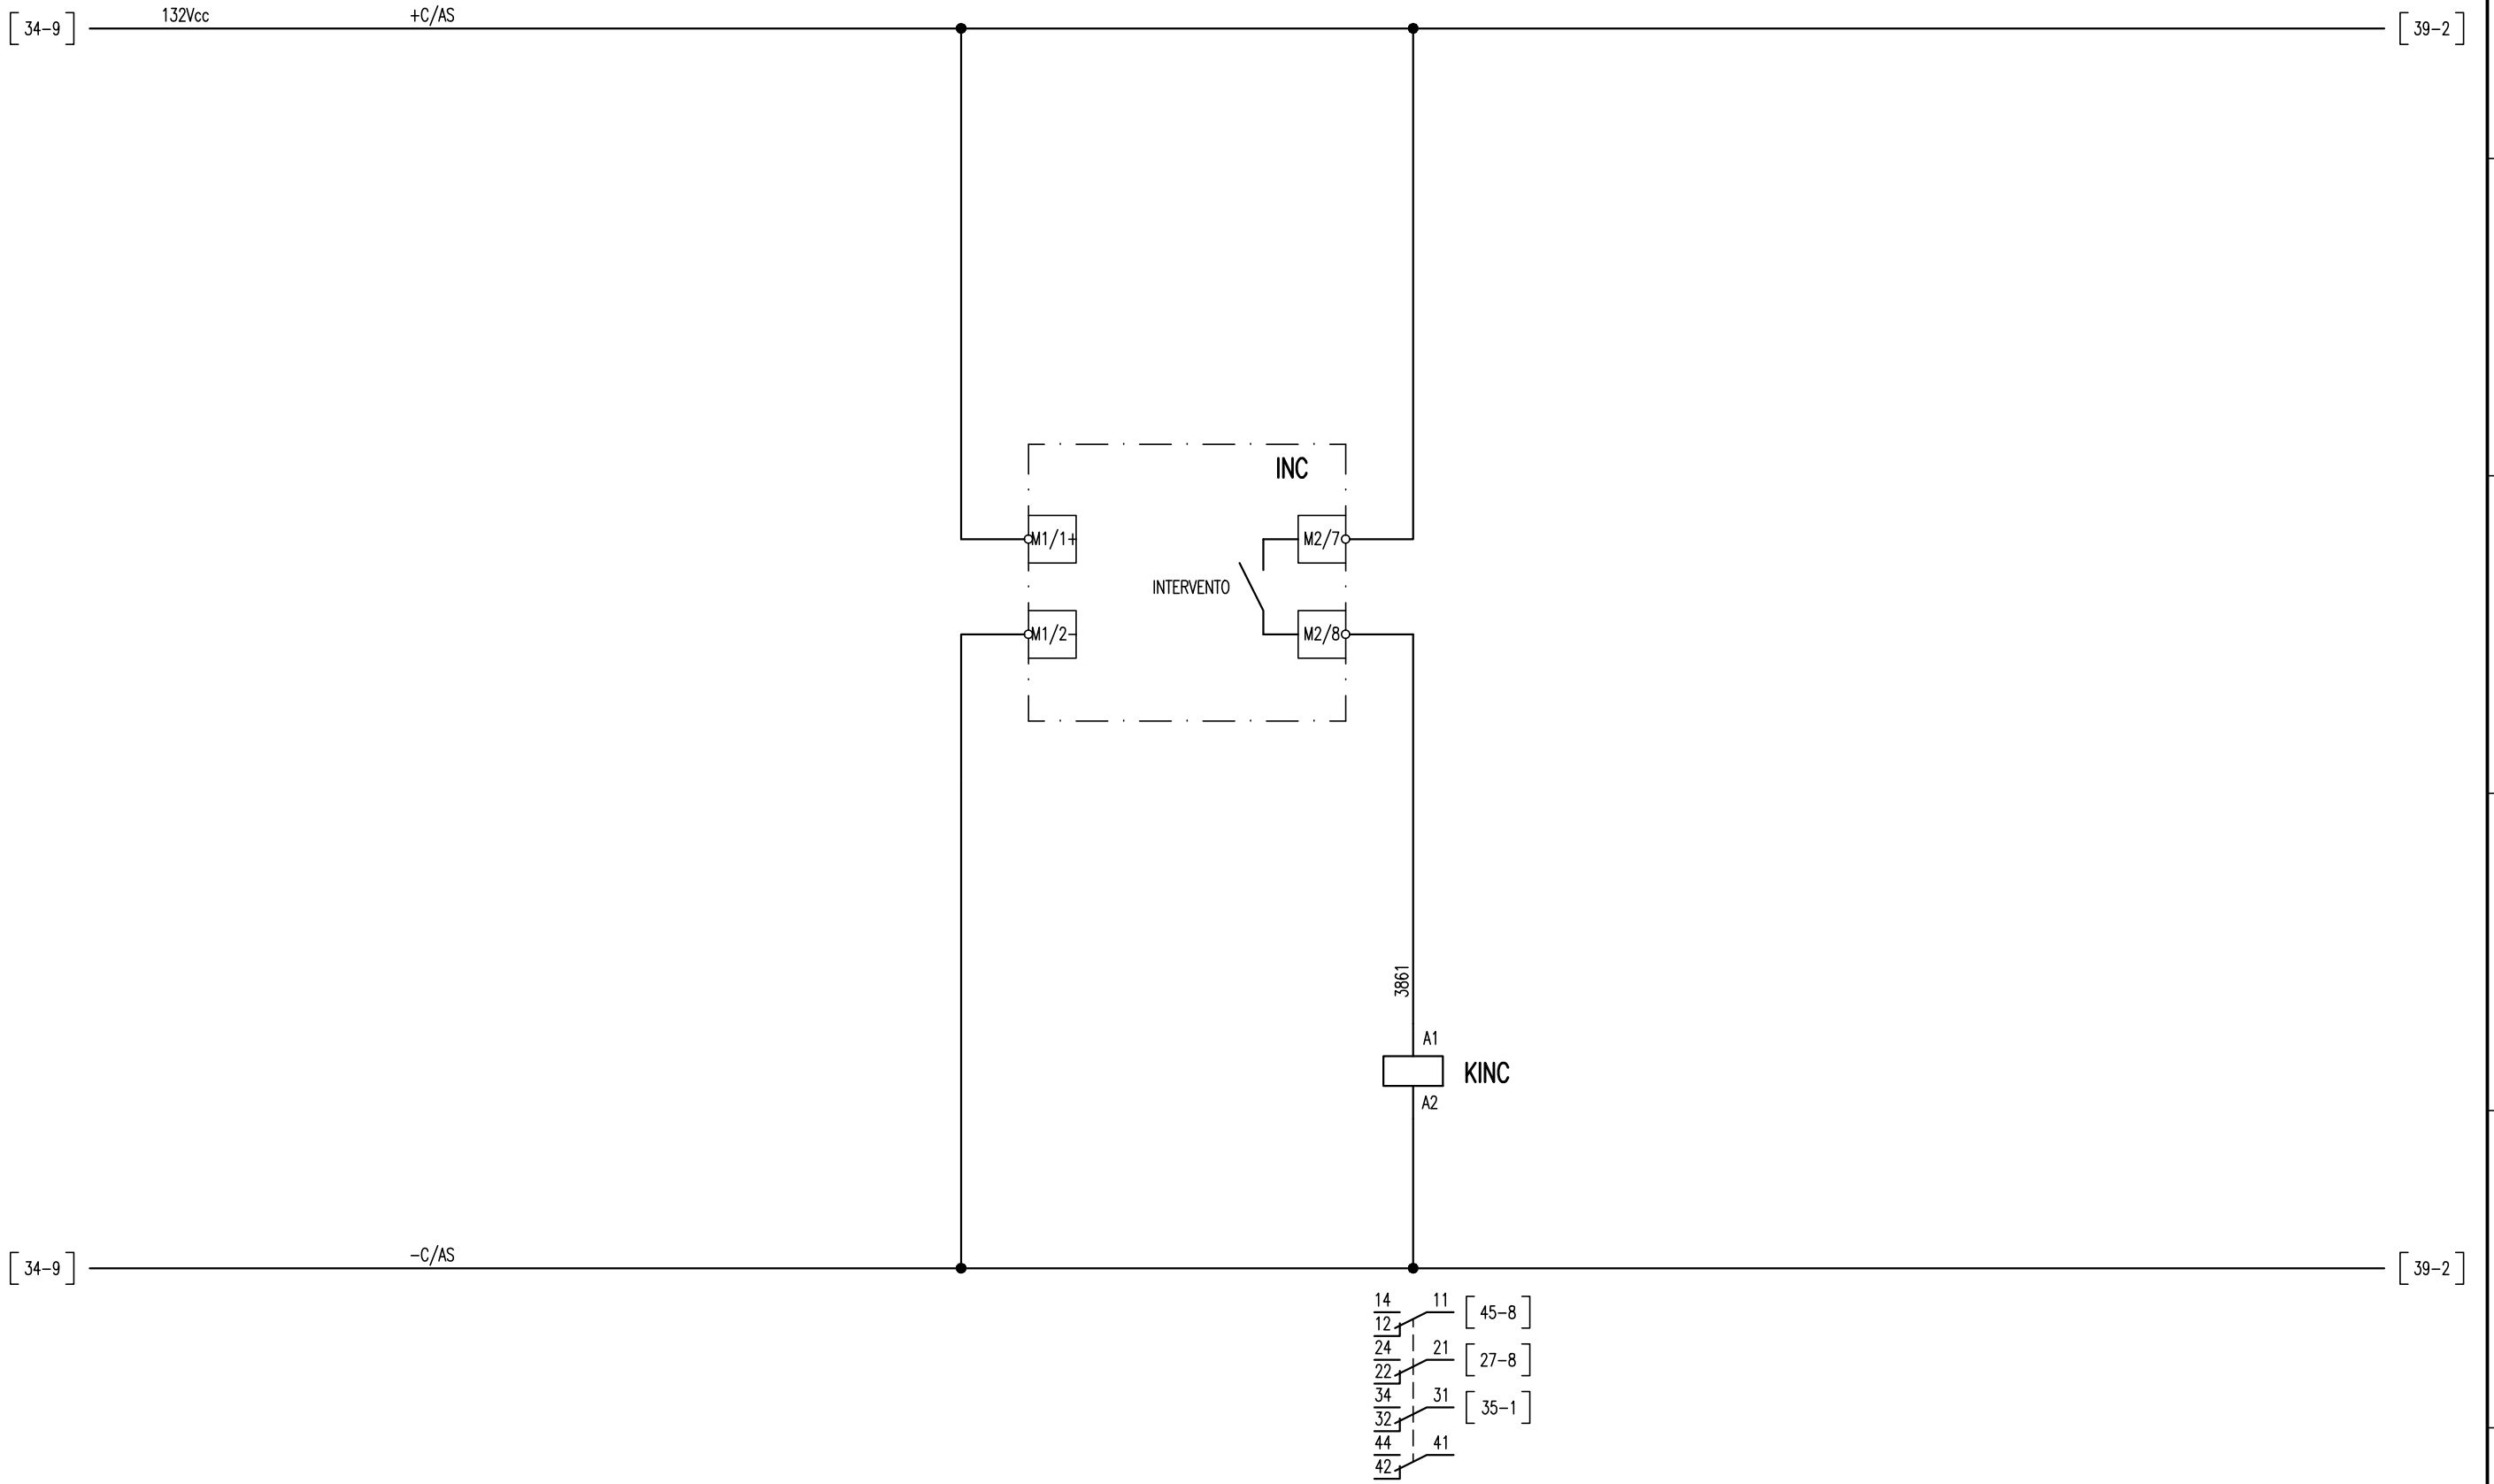 34-9 132Vcc +C/AS 39-2
INC
M1/1+ M2/7
INTERVENTO
M1/2- M2/8
3861
A1
KINC
A2
34-9 -C/AS 39-2
14 11 45-8
12
24 21 27-8
22
34 31 35-1
32
44 41
42